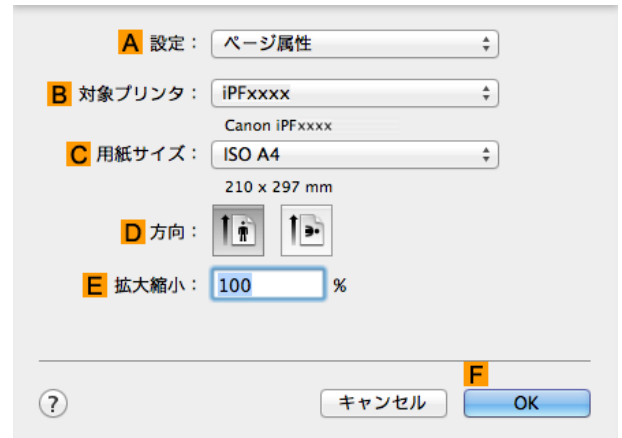 A 設定： ページ属性
B 対象プリンタ： iPFxxxx
Canon iPFxxxx
C 用紙サイズ： ISO A4
210 x 297 mm
D 方向：
E 拡大縮小： 100 %
F
? キャンセル OK